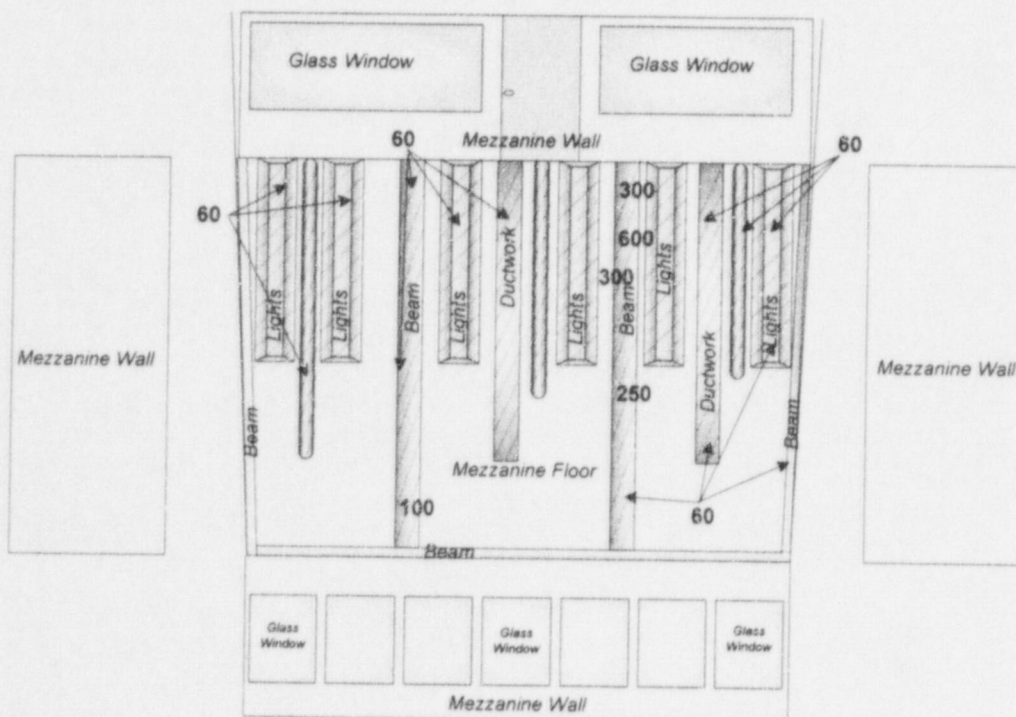 Glass Window
Glass Window
60
Mezzanine Wall
60
300
60
600
300
Lights
Lights
Beam
Lights
Ductwork
Lights
Beam
Lights
Ductwork
Lights
Mezzanine Wall
Mezzanine Wall
250
Beam
Beam
Mezzanine Floor
100
60
Beam
Glass
Window
Glass
Window
Glass
Window
Mezzanine Wall